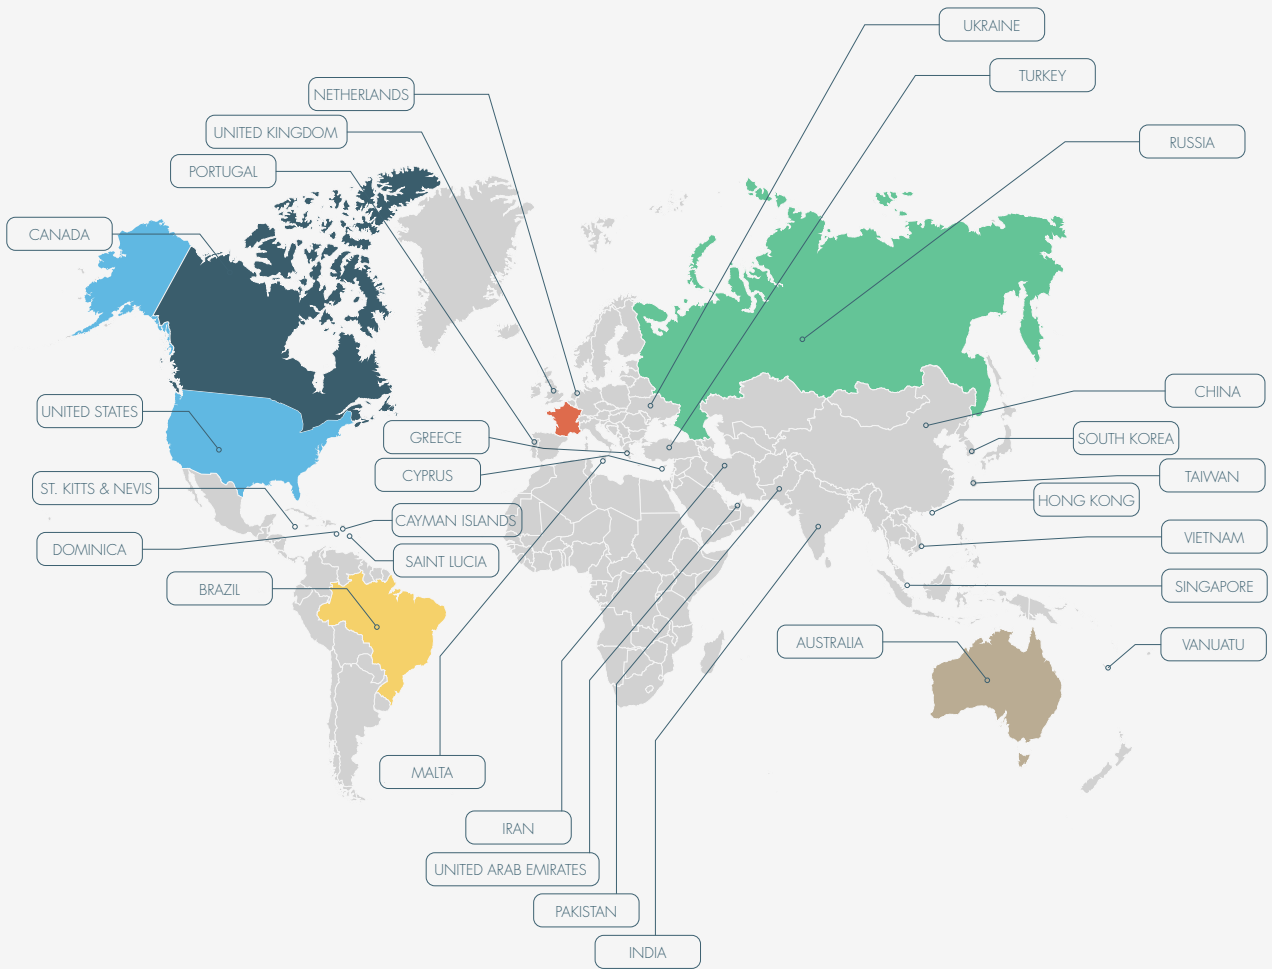 UKRAINE
TURKEY
NETHERLANDS
UNITED KINGDOM
RUSSIA
PORTUGAL
CANADA
CHINA
UNITED STATES
GREECE
SOUTH KOREA
CYPRUS
TAIWAN
ST. KITTS & NEVIS
HONG KONG
CAYMAN ISLANDS
VIETNAM
DOMINICA
SAINT LUCIA
SINGAPORE
BRAZIL
AUSTRALIA
VANUATU
MALTA
IRAN
UNITED ARAB EMIRATES
PAKISTAN
INDIA